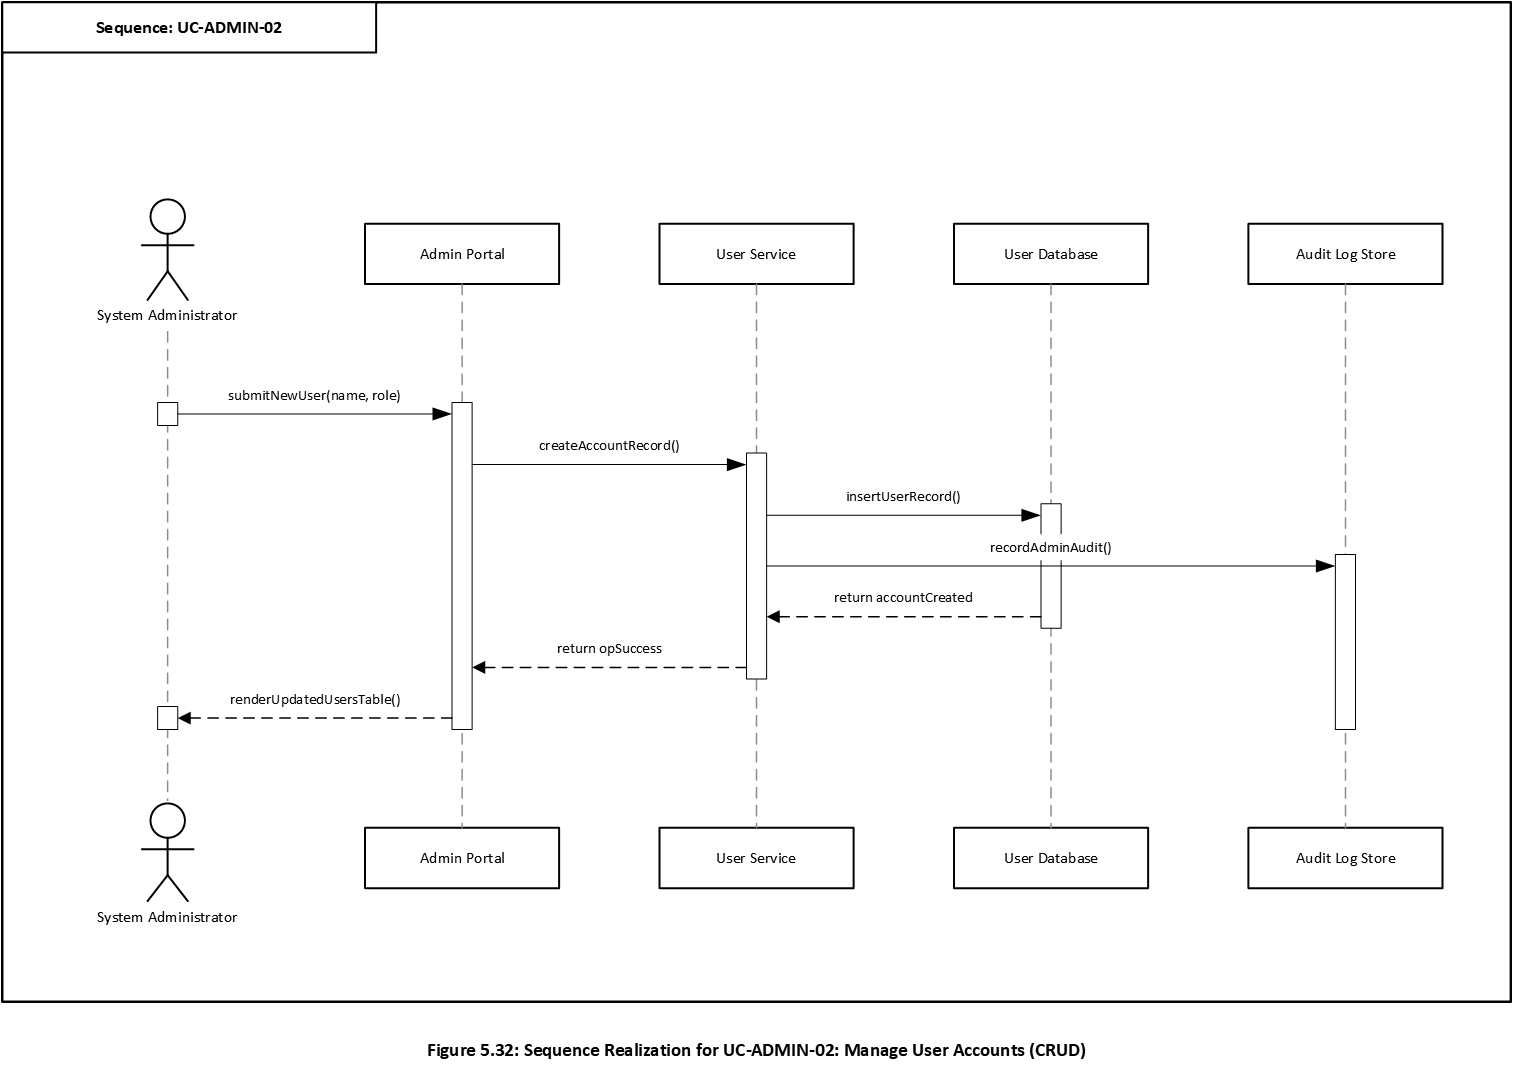 Sequence: UC-ADMIN-02
System Administrator
Admin Portal
User Service
User Database
Audit Log Store
submitNewUser(name, role)
createAccountRecord()
insertUserRecord()
recordAdminAudit()
return accountCreated
return opSuccess
renderUpdatedUsersTable()
System Administrator
Admin Portal
User Service
User Database
Audit Log Store
Figure 5.32: Sequence Realization for UC-ADMIN-02: Manage User Accounts (CRUD)